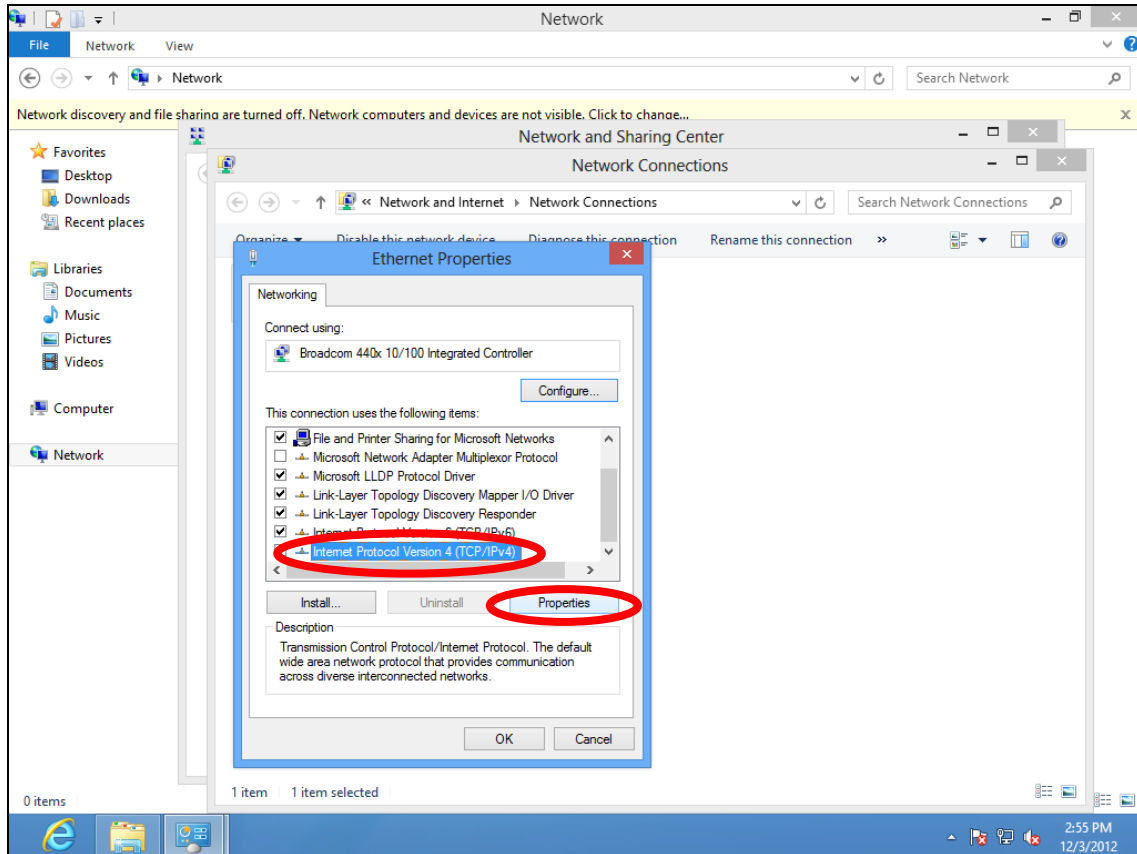 Network
File Network View
Network
Search Network
Network discovery and file sharing are turned off. Network computers and devices are not visible. Click to change...
Favorites
Desktop
Downloads
Recent places
Libraries
Documents
Music
Pictures
Videos
Computer
Network
Network and Sharing Center
Network Connections
« Network and Internet Network Connections
Search Network Connections
Organize Disable this network device Diagnose this connection Rename this connection »
Ethernet Properties
Networking
Connect using:
Broadcom 440x 10/100 Integrated Controller
Configure...
This connection uses the following items:
File and Printer Sharing for Microsoft Networks
Microsoft Network Adapter Multiplexor Protocol
Microsoft LLDP Protocol Driver
Link-Layer Topology Discovery Mapper I/O Driver
Link-Layer Topology Discovery Responder
Internet Protocol Version 6 (TCP/IPv6)
Internet Protocol Version 4 (TCP/IPv4)
Install... Uninstall Properties
Description
Transmission Control Protocol/Internet Protocol. The default
wide area network protocol that provides communication
across diverse interconnected networks.
OK Cancel
1 item 1 item selected
0 items
2:55 PM
12/3/2012